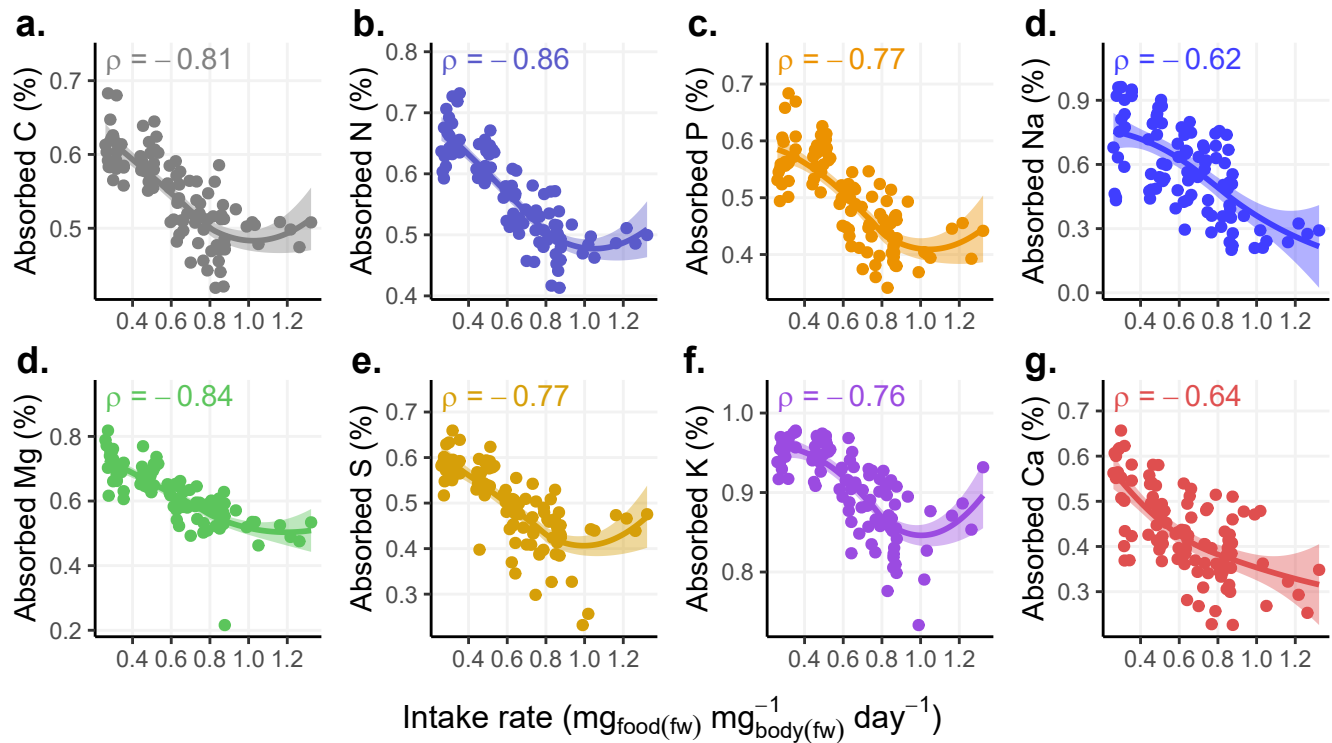 a. b. c. d.
ρ = − 0.81 ρ = − 0.86 ρ = − 0.77 ρ = − 0.62
Absorbed C (%) Absorbed N (%) Absorbed P (%) Absorbed Na (%)
0.7 0.6 0.5
0.8 0.7 0.6 0.5 0.4
0.7 0.6 0.5 0.4
0.9 0.6 0.3 0.0
0.4 0.6 0.8 1.0 1.2 0.4 0.6 0.8 1.0 1.2 0.4 0.6 0.8 1.0 1.2 0.4 0.6 0.8 1.0 1.2
d. e. f. g.
ρ = − 0.84 ρ = − 0.77 ρ = − 0.76 ρ = − 0.64
Absorbed Mg (%) Absorbed S (%) Absorbed K (%) Absorbed Ca (%)
0.8 0.6 0.4 0.2
0.7 0.6 0.5 0.4 0.3
1.0 0.9 0.8
0.7 0.6 0.5 0.4 0.3
0.4 0.6 0.8 1.0 1.2 0.4 0.6 0.8 1.0 1.2 0.4 0.6 0.8 1.0 1.2 0.4 0.6 0.8 1.0 1.2
Intake rate (mg food(fw) mg −1 body(fw) day −1)